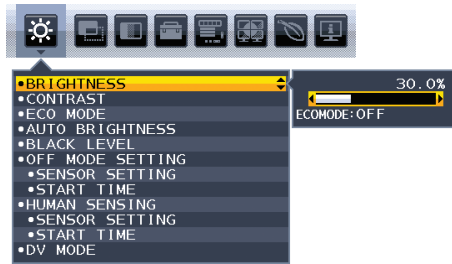 •BRIGHTNESS
•CONTRAST
•ECO MODE
•AUTO BRIGHTNESS
•BLACK LEVEL
•OFF MODE SETTING
•SENSOR SETTING
•START TIME
•HUMAN SENSING
•SENSOR SETTING
•START TIME
•DV MODE
30.0%
ECOMODE:OFF